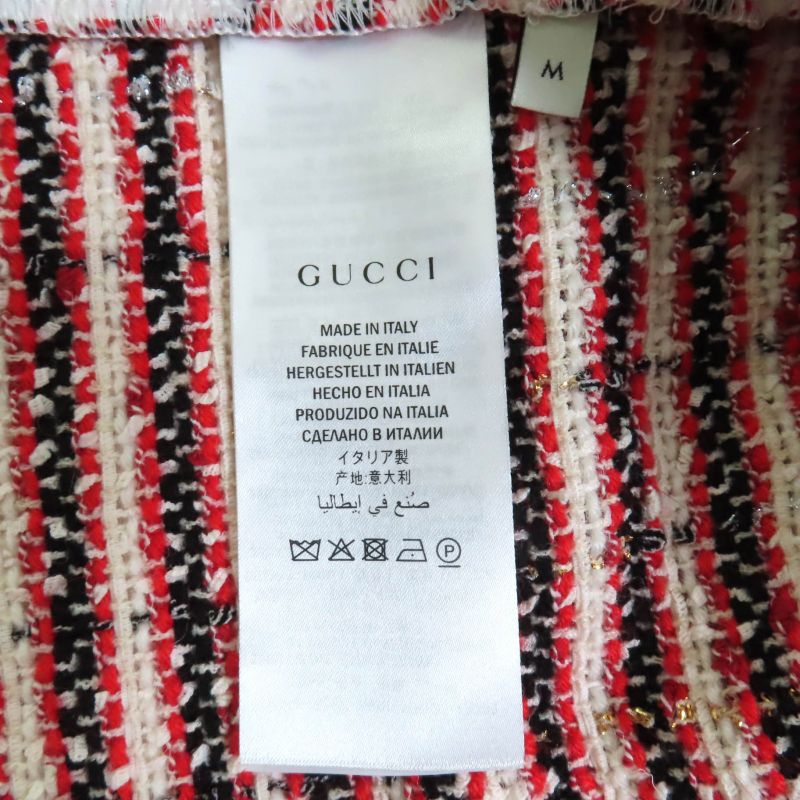 M
GUCCI
MADE IN ITALY
FABRIQUE EN ITALIE
HERGESTELLT IN ITALIEN
HECHO EN ITALIA
PRODUZIDO NA ITALIA
СДЕЛАНО В ИТАЛИИ
イタリア製
产地:意大利
صُنع في إيطاليا
P